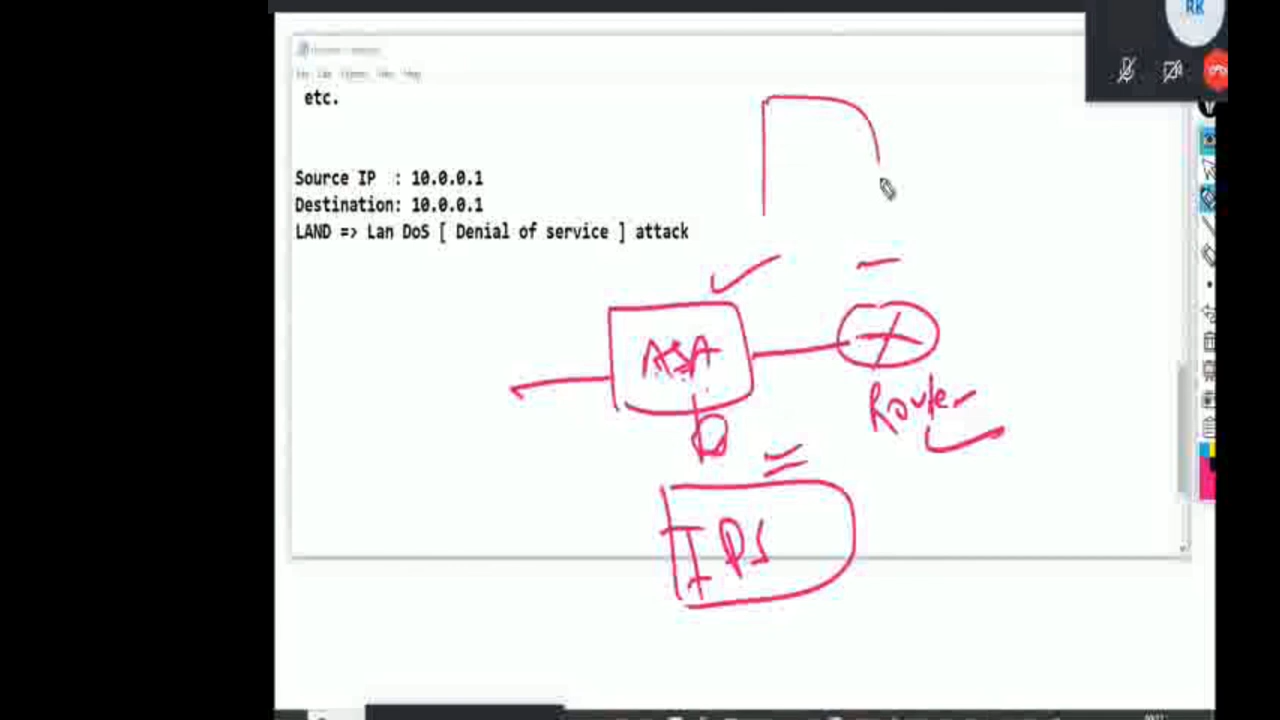 RK
etc.
Source IP  : 10.0.0.1
Destination: 10.0.0.1
LAND => Lan DoS [ Denial of service ] attack
ASA
Router
IPS